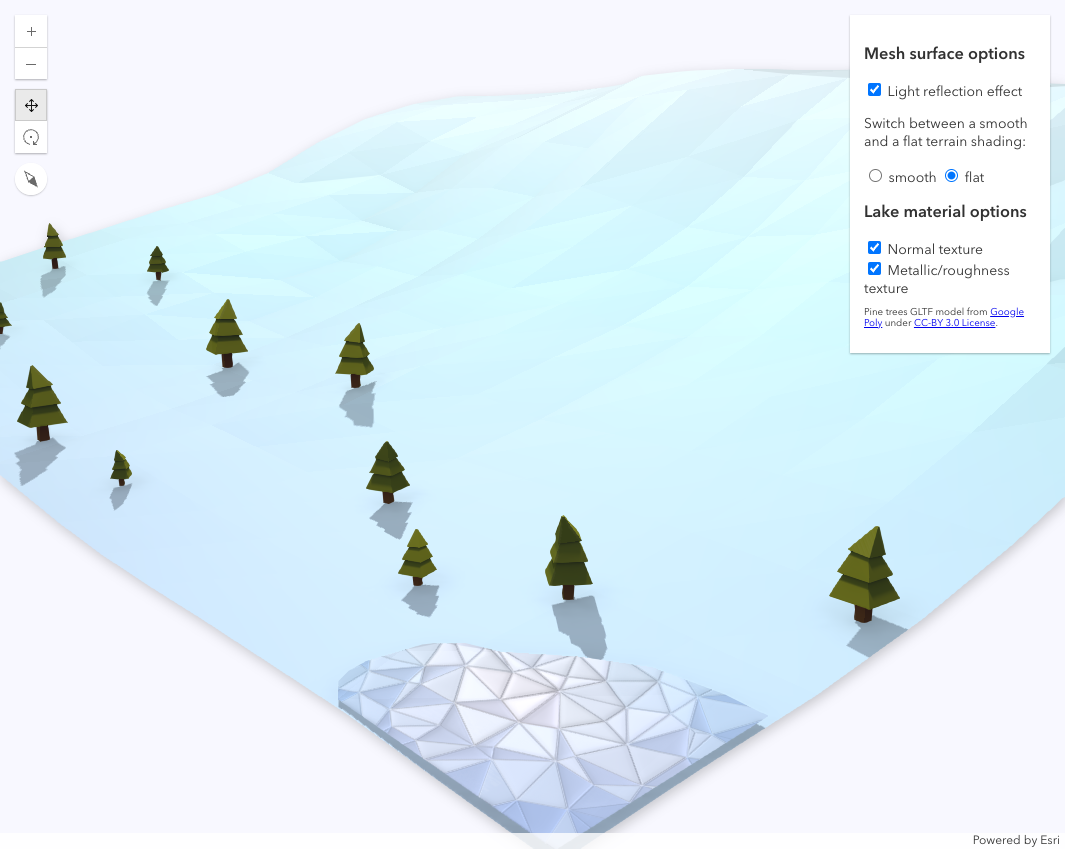 Mesh surface options
Light reflection effect
Switch between a smooth
and a flat terrain shading:
smooth flat
Lake material options
Normal texture
Metallic/roughness
texture
Pine trees GLTF model from Google
Poly under CC-BY 3.0 License.
Powered by Esri